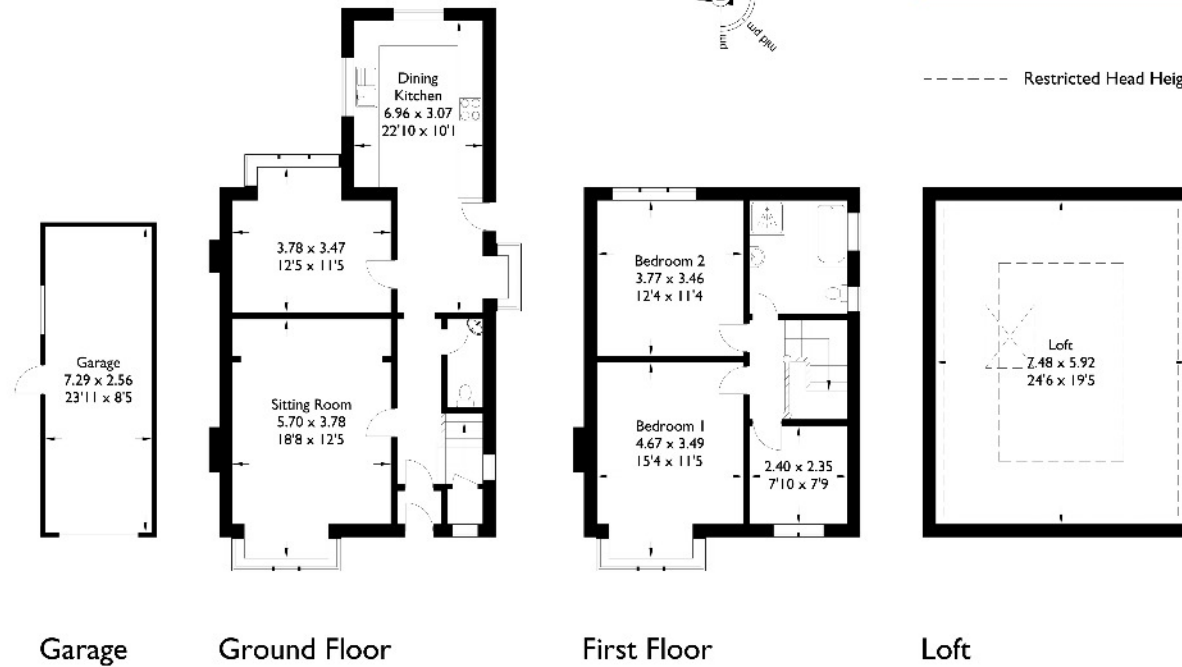 mid pm
pm
Restricted Head Heig
Dining
Kitchen
6.96 x 3.07
22'10 x 10'1
3.78 x 3.47
12'5 x 11'5
Bedroom 2
3.77 x 3.46
12'4 x 11'4
Garage
7.29 x 2.56
23'11 x 8'5
Loft
7.48 x 5.92
24'6 x 19'5
Sitting Room
5.70 x 3.78
18'8 x 12'5
Bedroom 1
4.67 x 3.49
15'4 x 11'5
2.40 x 2.35
7'10 x 7'9
Garage
Ground Floor
First Floor
Loft